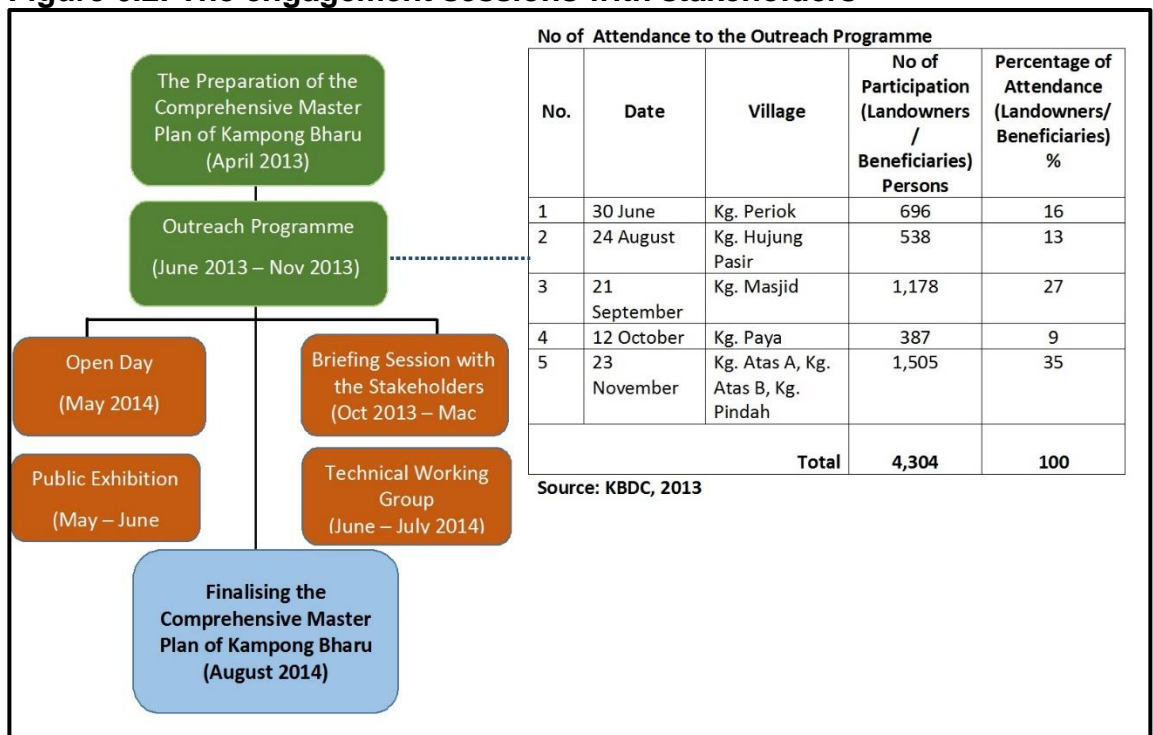 Figure The engagement sessions with stakeholders
The Preparation of the
Comprehensive Master
Plan of Kampong Bharu
(April 2013)
Outreach Programme
(June 2013 – Nov 2013)
Open Day
(May 2014)
Briefing Session with
the Stakeholders
(Oct 2013 – Mac
Public Exhibition
(May – June
Technical Working
Group
(June – July 2014)
Finalising the
Comprehensive Master
Plan of Kampong Bharu
(August 2014)
No of Attendance to the Outreach Programme
No. Date Village No of Participation (Landowners / Beneficiaries) Persons Percentage of Attendance (Landowners/ Beneficiaries) %
1 30 June Kg. Periok 696 16
2 24 August Kg. Hujung Pasir 538 13
3 21 September Kg. Masjid 1,178 27
4 12 October Kg. Paya 387 9
5 23 November Kg. Atas A, Kg. Atas B, Kg. Pindah 1,505 35
Total 4,304 100
Source: KBDC, 2013